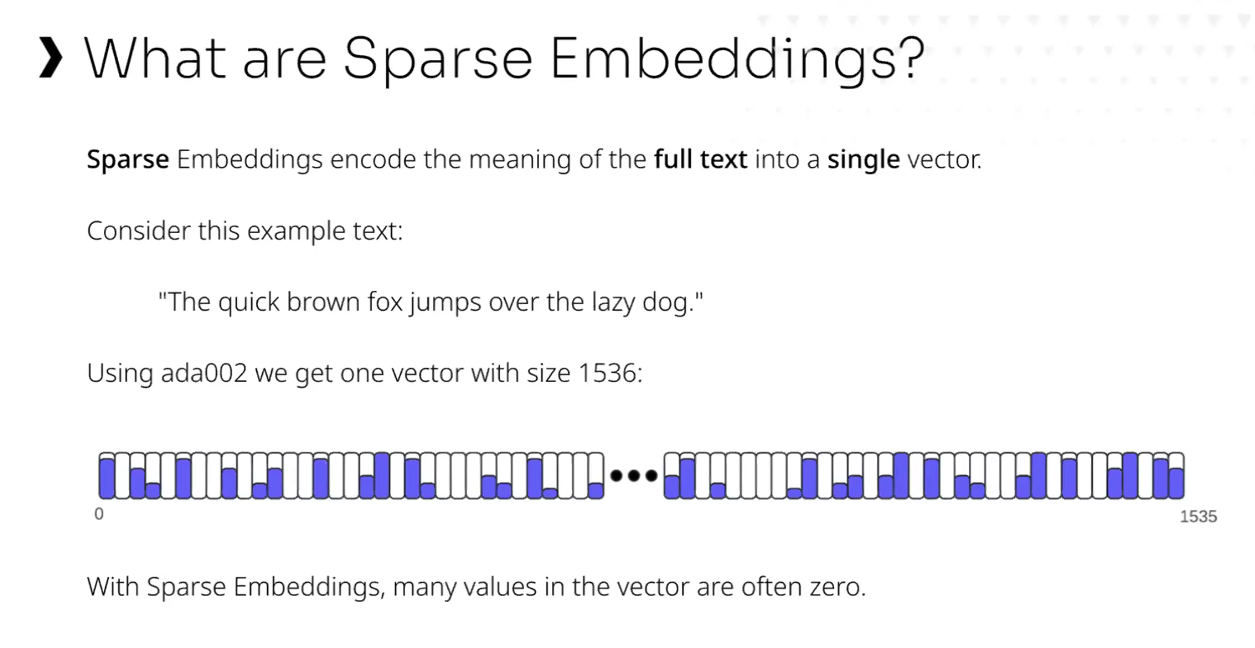 What are Sparse Embeddings?
Sparse Embeddings encode the meaning of the full text into a single vector.
Consider this example text:
"The quick brown fox jumps over the lazy dog."
Using ada002 we get one vector with size 1536:
0
1535
With Sparse Embeddings, many values in the vector are often zero.